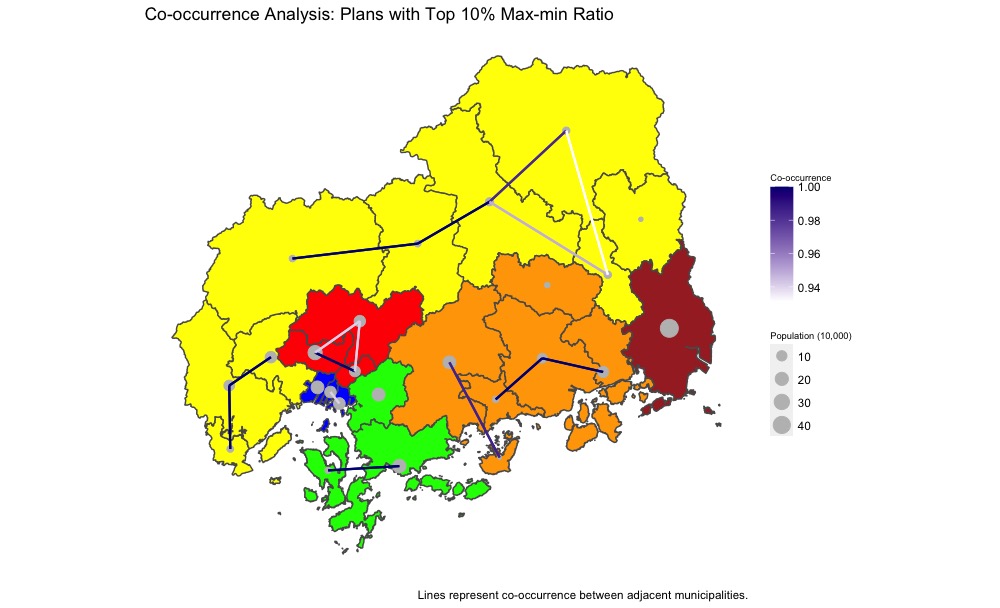 Co-occurrence Analysis: Plans with Top 10% Max-min Ratio
Co-occurrence
1.00
0.98
0.96
0.94
Population (10,000)
10
20
30
40
Lines represent co-occurrence between adjacent municipalities.